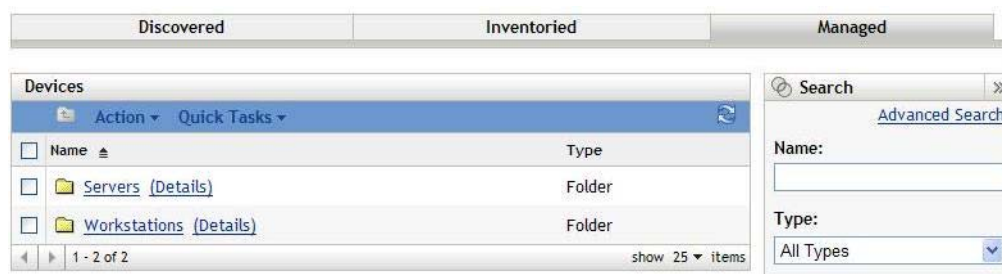 Discovered Inventoried Managed
Devices
Action Quick Tasks
Name Type
Servers (Details) Folder
Workstations (Details) Folder
1 - 2 of 2 show 25 items
Search
Advanced Search
Name:
Type:
All Types